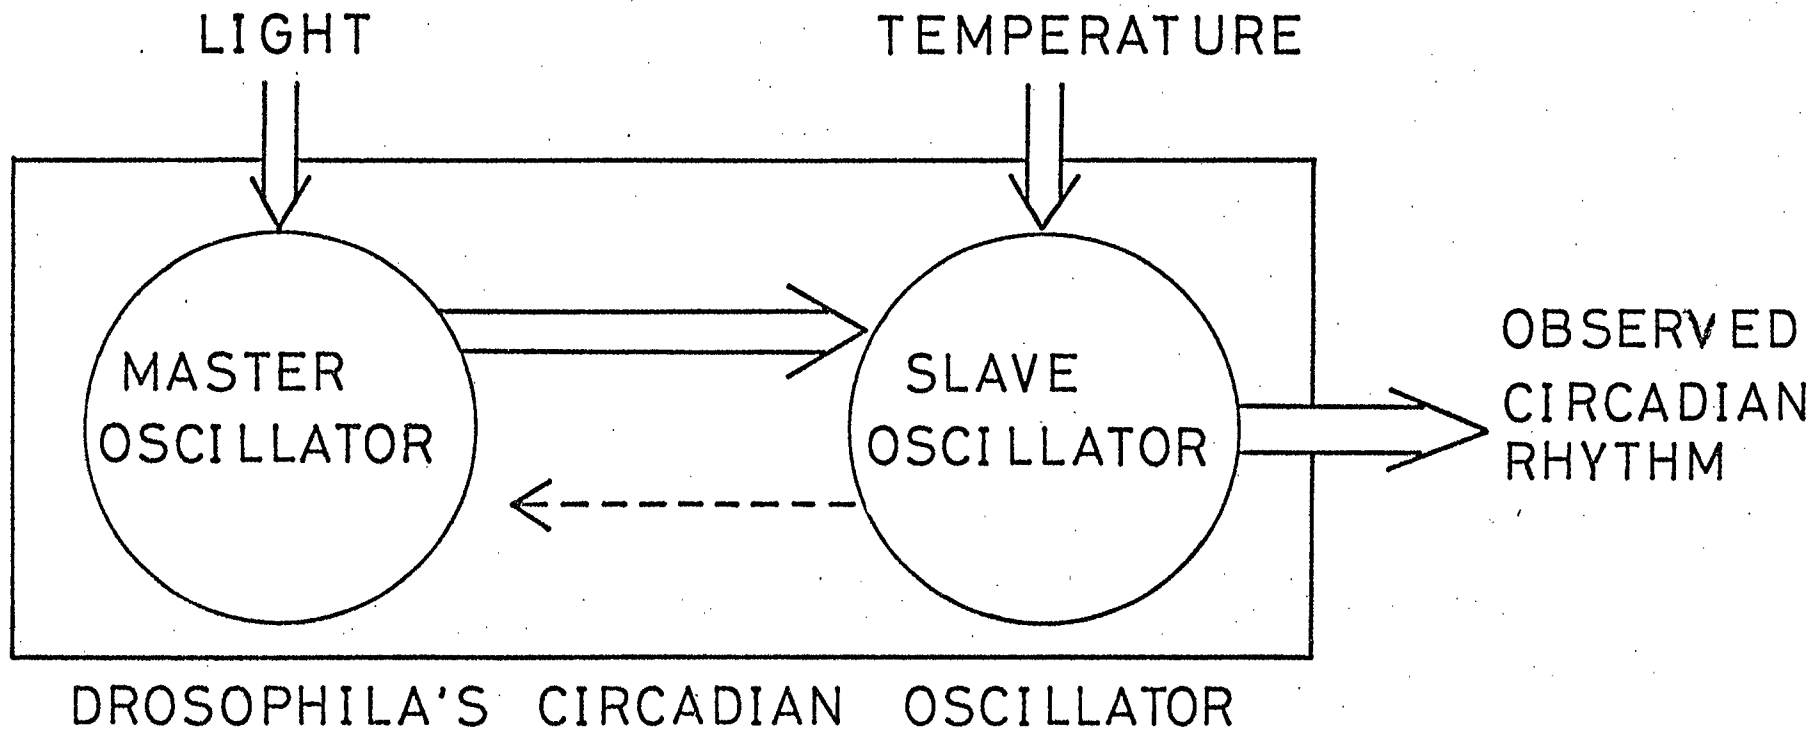 LIGHT
TEMPERATURE
MASTER
OSCILLATOR
SLAVE
OSCILLATOR
OBSERVED
CIRCADIAN
RHYTHM
DROSOPHILA'S CIRCADIAN OSCILLATOR